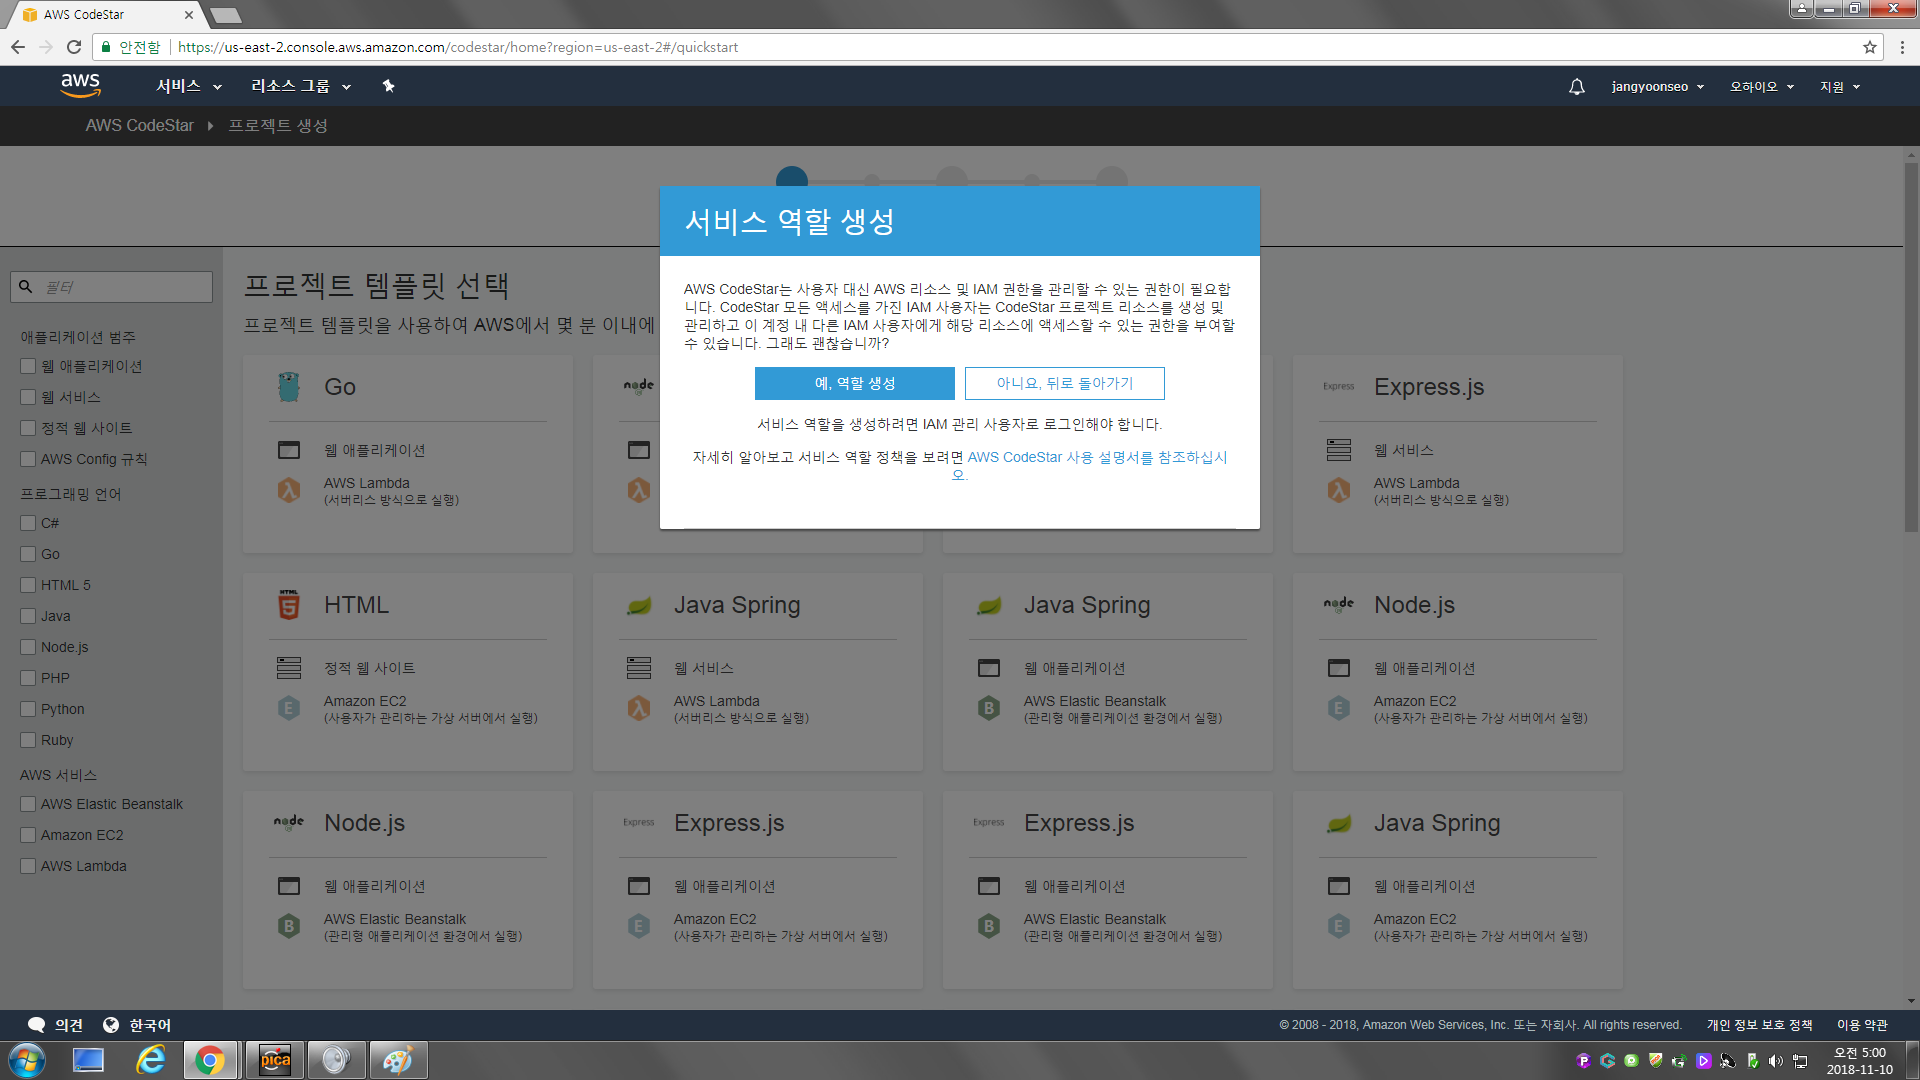 AWS CodeStar
안전함 https://us-east-2.console.aws.amazon.com/codestar/home?region=us-east-2#/quickstart
aws 서비스 리소스 그룹 jangyoonseo 오하이오 지원
AWS CodeStar 프로젝트 생성
서비스 역할 생성
AWS CodeStar는 사용자 대신 AWS 리소스 및 IAM 권한을 관리할 수 있는 권한이 필요합
니다. CodeStar 모든 액세스를 가진 IAM 사용자는 CodeStar 프로젝트 리소스를 생성 및
관리하고 이 계정 내 다른 IAM 사용자에게 해당 리소스에 액세스할 수 있는 권한을 부여할
수 있습니다. 그래도 괜찮습니까?
예, 역할 생성 아니요, 뒤로 돌아가기
서비스 역할을 생성하려면 IAM 관리 사용자로 로그인해야 합니다.
자세히 알아보고 서비스 역할 정책을 보려면 AWS CodeStar 사용 설명서를 참조하십시
오.
필터
애플리케이션 범주
웹 애플리케이션
웹 서비스
정적 웹 사이트
AWS Config 규칙
프로그래밍 언어
C#
Go
HTML 5
Java
Node.js
PHP
Python
Ruby
AWS 서비스
AWS Elastic Beanstalk
Amazon EC2
AWS Lambda
프로젝트 템플릿 선택
프로젝트 템플릿을 사용하여 AWS에서 몇 분 이내에
Go
웹 애플리케이션
AWS Lambda
(서버리스 방식으로 실행)
node
Express
Express.js
웹 서비스
AWS Lambda
(서버리스 방식으로 실행)
HTML
5
HTML
정적 웹 사이트
E
Amazon EC2
(사용자가 관리하는 가상 서버에서 실행)
Java Spring
웹 서비스
AWS Lambda
(서버리스 방식으로 실행)
Java Spring
웹 애플리케이션
B
AWS Elastic Beanstalk
(관리형 애플리케이션 환경에서 실행)
node
Node.js
웹 애플리케이션
E
Amazon EC2
(사용자가 관리하는 가상 서버에서 실행)
node
Node.js
웹 애플리케이션
B
AWS Elastic Beanstalk
(관리형 애플리케이션 환경에서 실행)
Express
Express.js
웹 애플리케이션
E
Amazon EC2
(사용자가 관리하는 가상 서버에서 실행)
Express
Express.js
웹 애플리케이션
B
AWS Elastic Beanstalk
(관리형 애플리케이션 환경에서 실행)
Java Spring
웹 애플리케이션
E
Amazon EC2
(사용자가 관리하는 가상 서버에서 실행)
의견 한국어 © 2008 - 2018, Amazon Web Services, Inc. 또는 자회사. All rights reserved. 개인 정보 보호 정책 이용 약관
pica
오전 5:00
2018-11-10